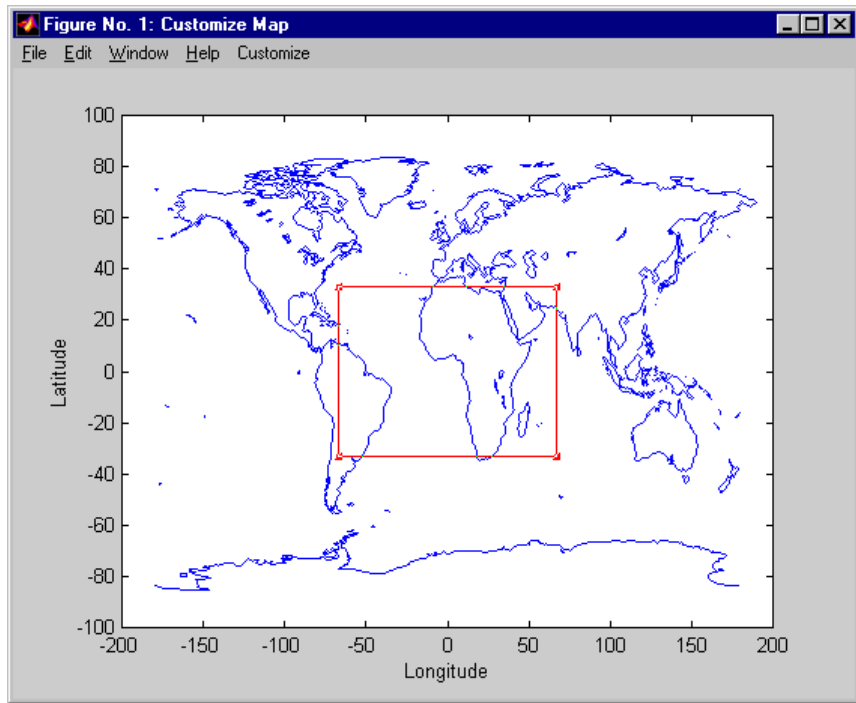 Figure No. 1: Customize Map
File Edit Window Help Customize
100
80
60
40
20
0
-20
-40
-60
-80
-100
Latitude
-200 -150 -100 -50 0 50 100 150 200
Longitude